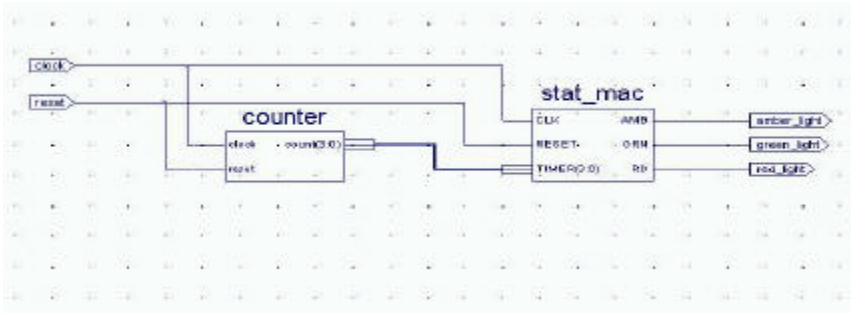 clock
reset
counter
clock count(3:0)
reset
stat_mac
CLK AMB
RESET GRN
TIMER(3:0) RD
amber_light
green_light
red_light